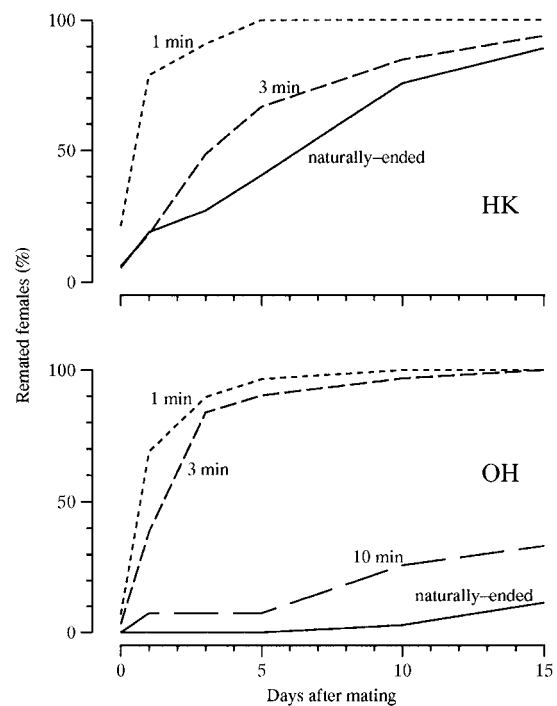 100
1 min
3 min
50
naturally–ended
HK
0
Remated females (%)
100
1 min
3 min
OH
50
10 min
naturally–ended
0
0 5 10 15
Days after mating